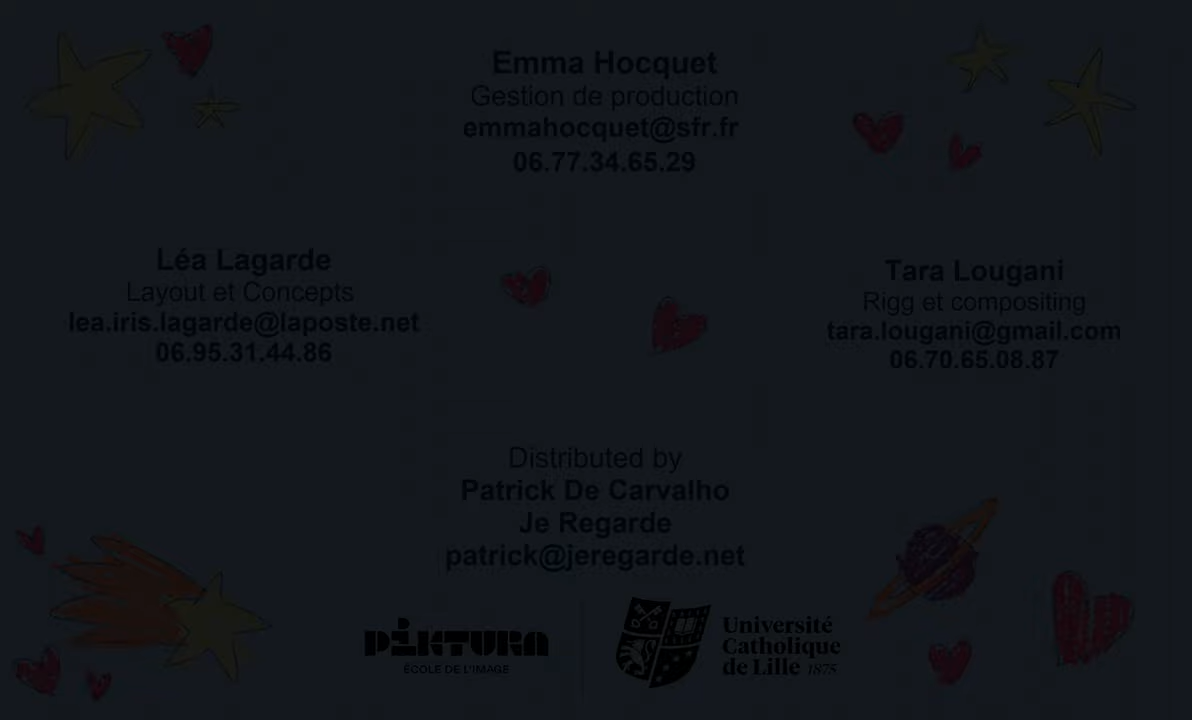 Emma Hocquet
Gestion de production
emmahocquet@sfr.fr
06.77.34.65.29
Léa Lagarde
Layout et Concepts
lea.iris.lagarde@laposte.net
06.95.31.44.86
Tara Lougani
Rigg et compositing
tara.lougani@gmail.com
06.70.65.08.87
Distributed by
Patrick De Carvalho
Je Regarde
patrick@jeregarde.net
PIKTURA
ÉCOLE DE L'IMAGE
Université
Catholique
de Lille 1875